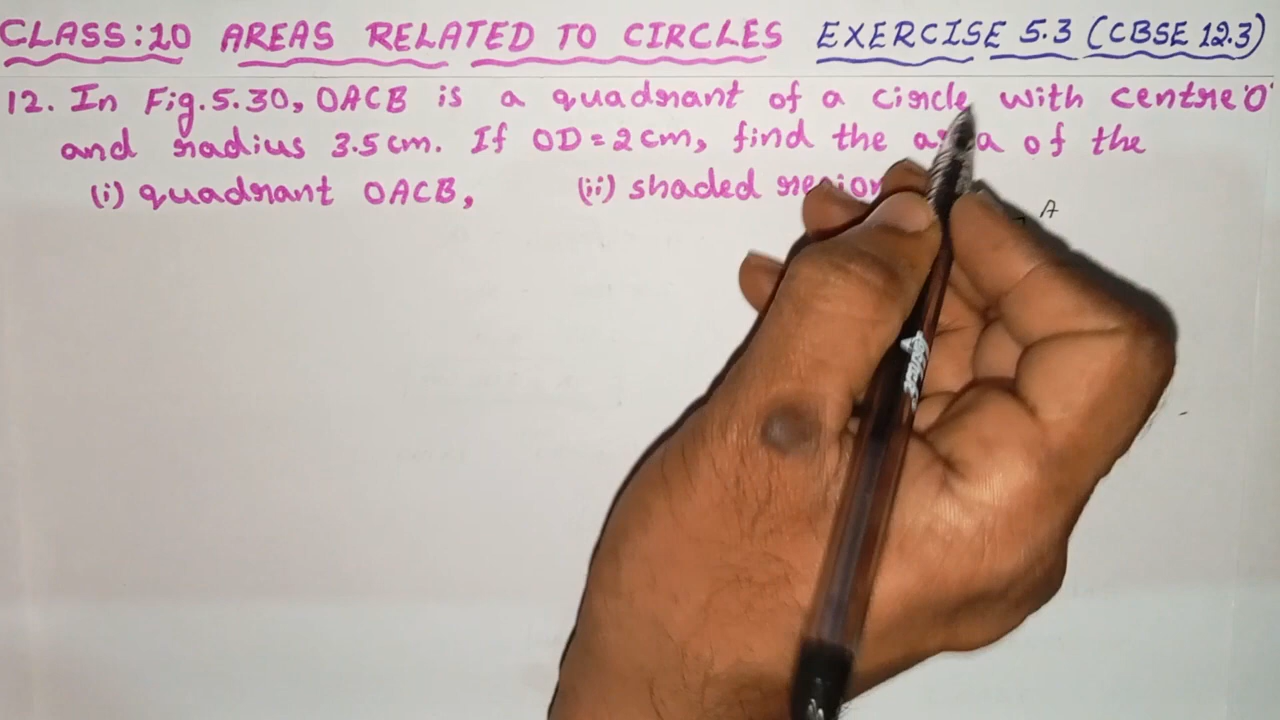 CLASS:10 AREAS RELATED TO CIRCLES EXERCISE 5.3 (CBSE 12.3)
12. In Fig.5.30, OACB is a quadrant of a circle with centre 'O'
and radius 3.5cm. If OD=2cm, find the of the
(i) quadrant OACB, (ii) shaded
A